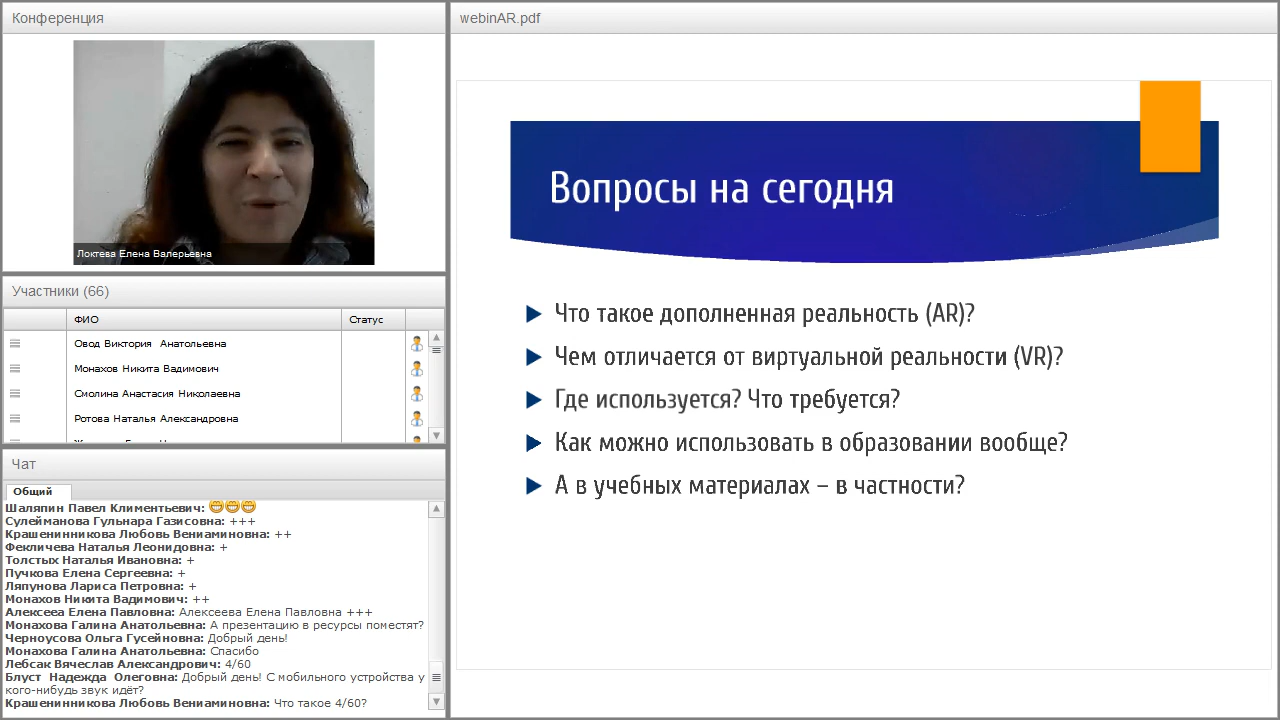 Конференция
Локтева Елена Валерьевна
Участники (66)
ФИО
Статус
Овод Виктория Анатольевна
Монахов Никита Вадимович
Смолина Анастасия Николаевна
Ротова Наталья Александровна
Чат
Общий
Шаляпин Павел Климентьевич:
Сулейманова Гульнара Газисовна: +++
Крашенинникова Любовь Вениаминовна: ++
Фекличева Наталья Леонидовна: +
Толстых Наталья Ивановна: +
Пучкова Елена Сергеевна: +
Ляпунова Лариса Петровна: +
Монахов Никита Вадимович: ++
Алексееа Елена Павловна: Алексеева Елена Павловна +++
Монахова Галина Анатольевна: А презентацию в ресурсы поместят?
Черноусова Ольга Гусейновна: Добрый день!
Монахова Галина Анатольевна: Спасибо
Лебсак Вячеслав Александрович: 4/60
Блуст Надежда Олеговна: Добрый день! С мобильного устройства у
кого-нибудь звук идёт?
Крашенинникова Любовь Вениаминовна: Что такое 4/60?
webinAR.pdf
Вопросы на сегодня
Что такое дополненная реальность (AR)?
Чем отличается от виртуальной реальности (VR)?
Где используется? Что требуется?
Как можно использовать в образовании вообще?
А в учебных материалах – в частности?